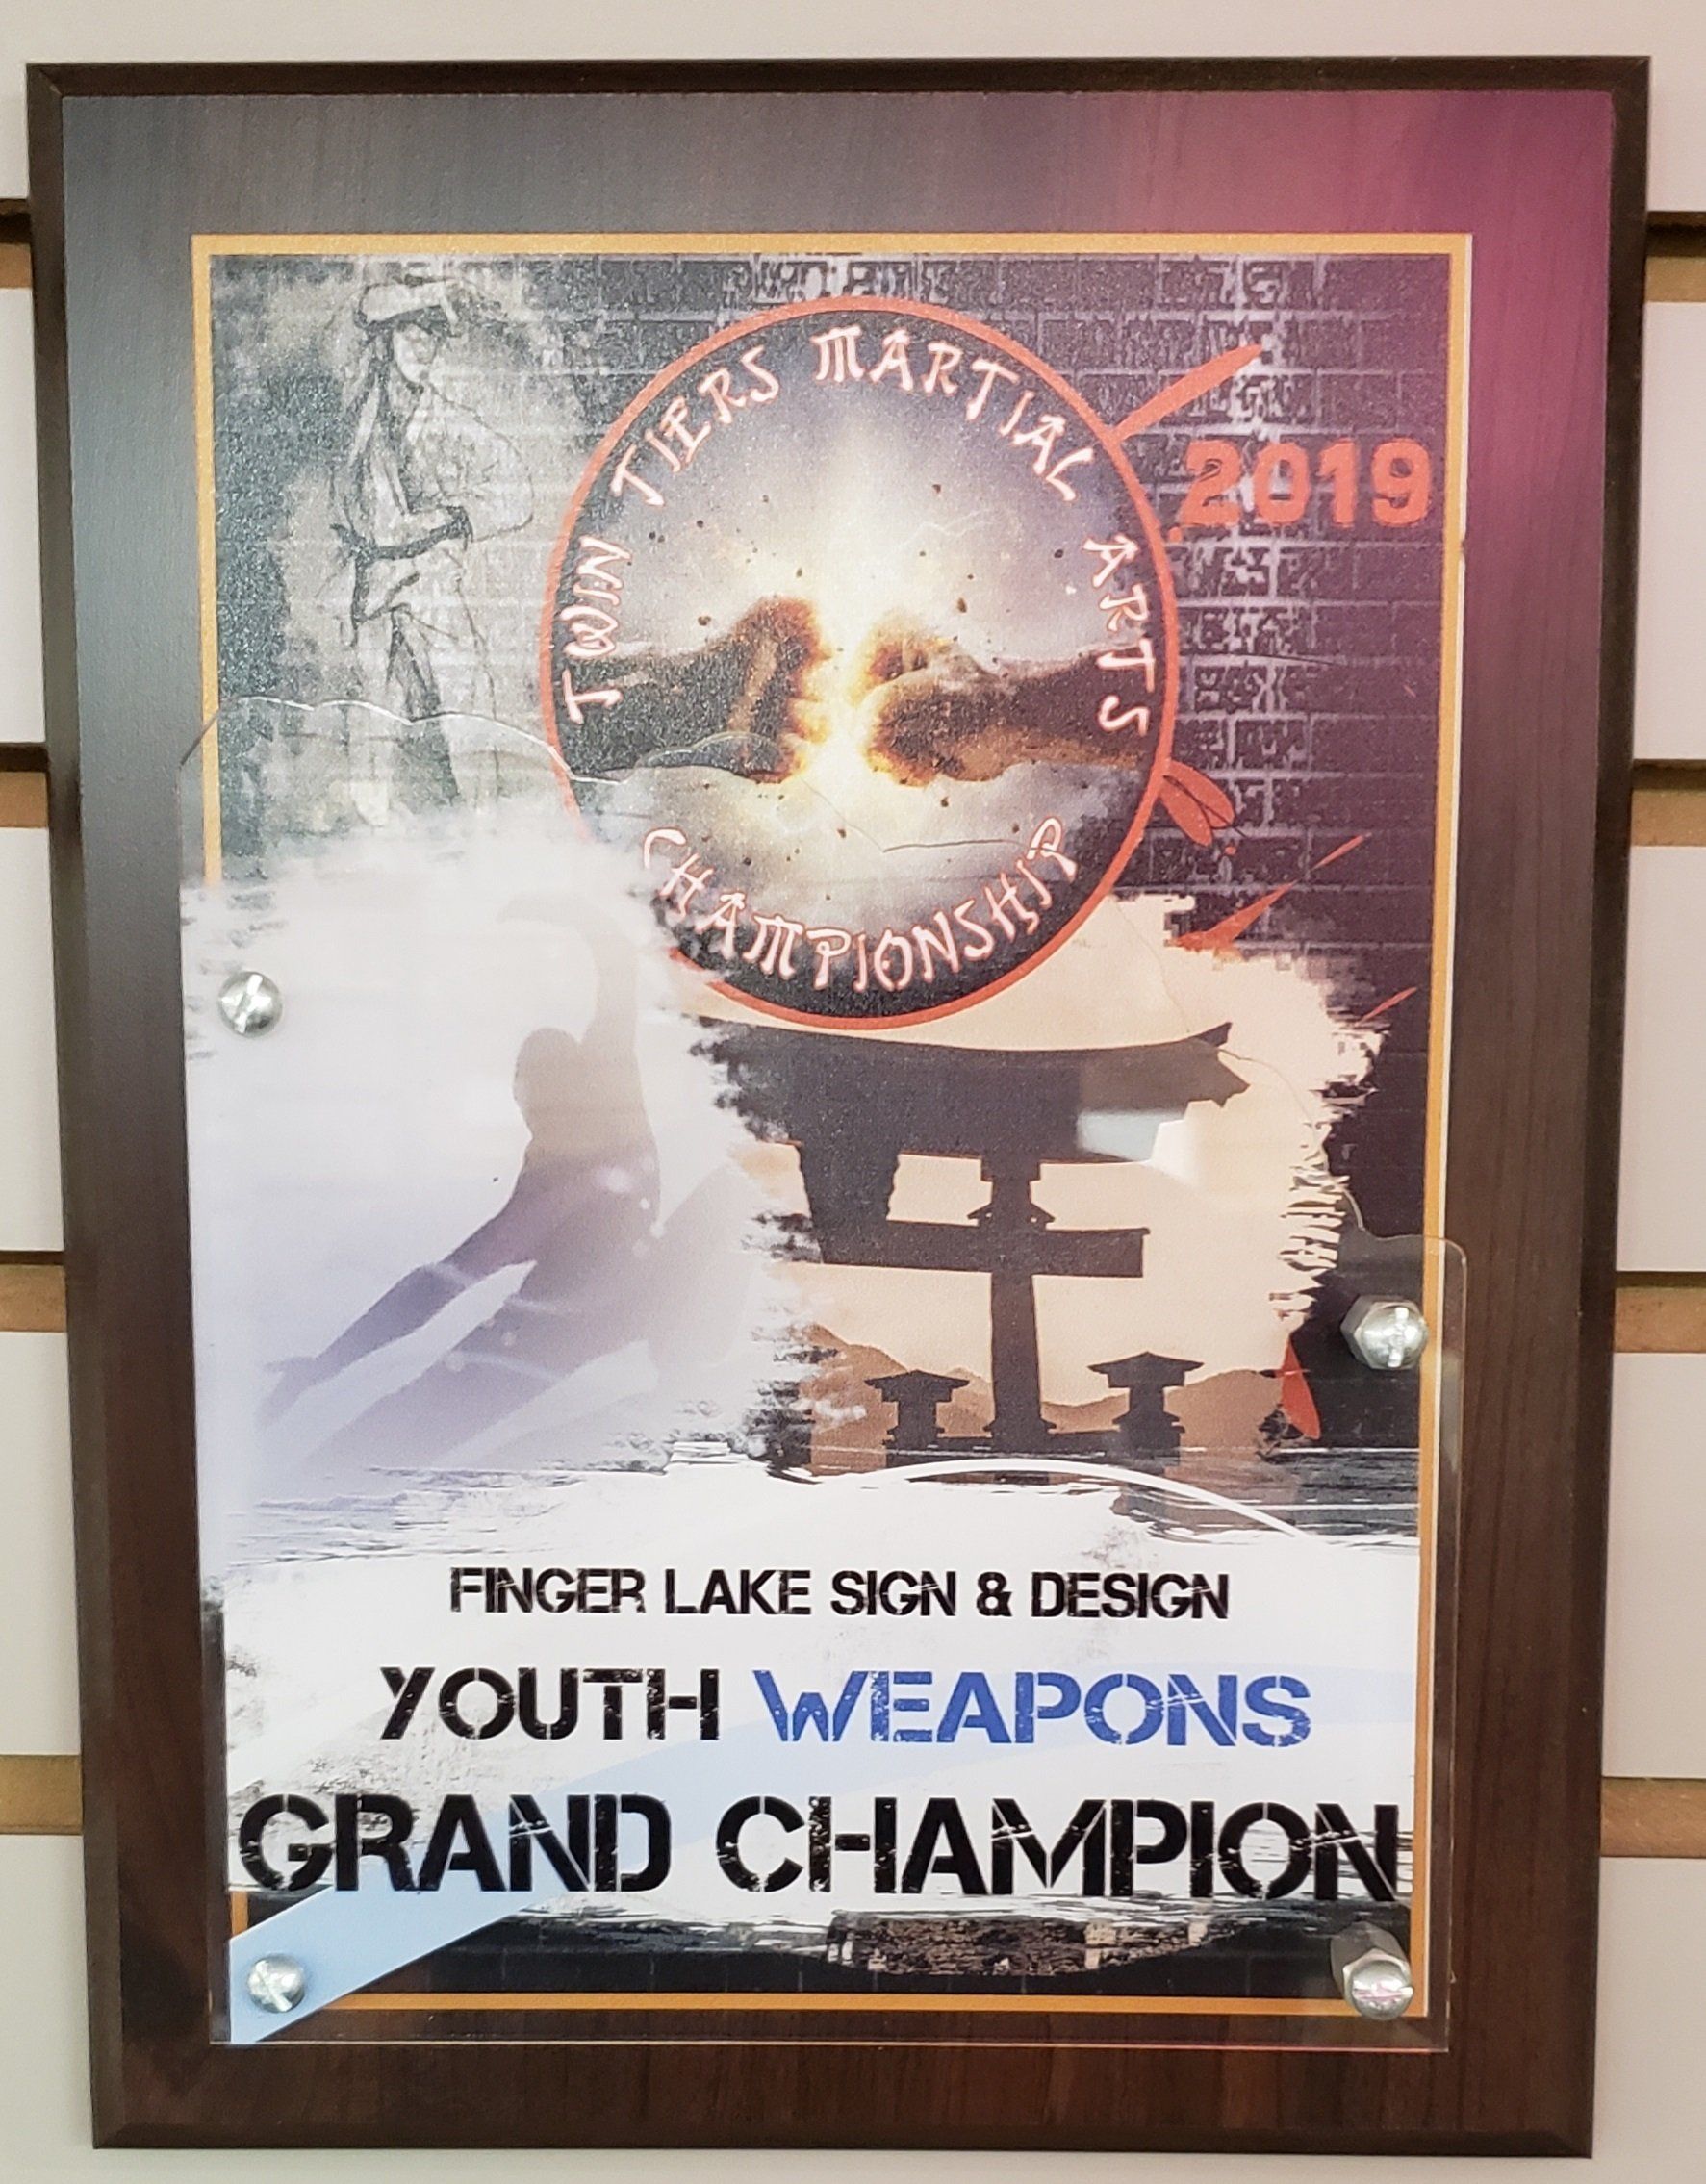 TWIN TIERS MARTIAL ARTS
2019
CHAMPIONSHIP
FINGER LAKE SIGN & DESIGN
YOUTH WEAPONS
GRAND CHAMPION